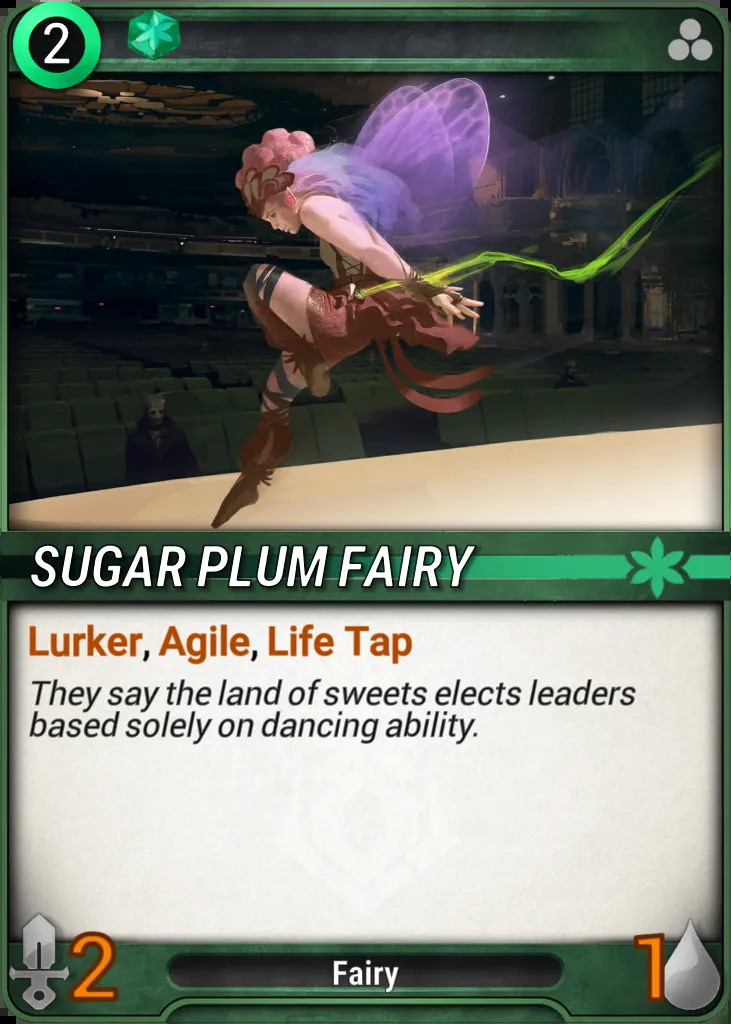 2
SUGAR PLUM FAIRY
Lurker, Agile, Life Tap
They say the land of sweets elects leaders
based solely on dancing ability.
2 Fairy 1